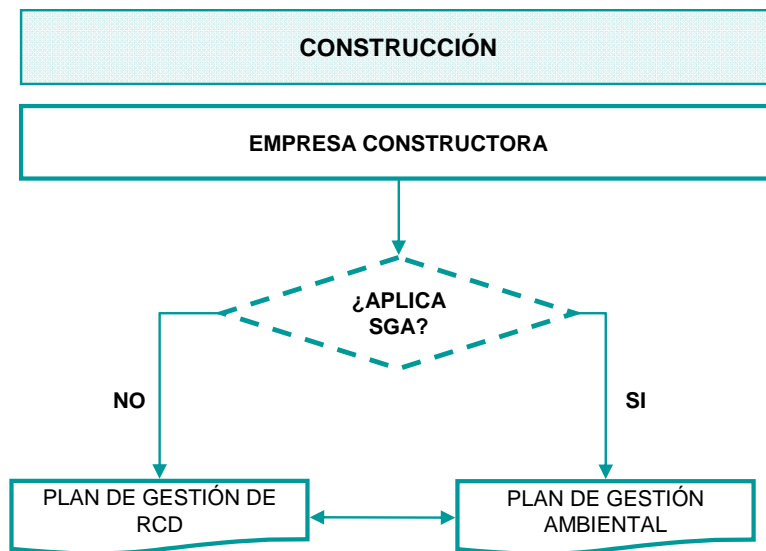 CONSTRUCCIÓN
EMPRESA CONSTRUCTORA
¿APLICA
SGA?
NO
SI
PLAN DE GESTIÓN DE
RCD
PLAN DE GESTIÓN
AMBIENTAL